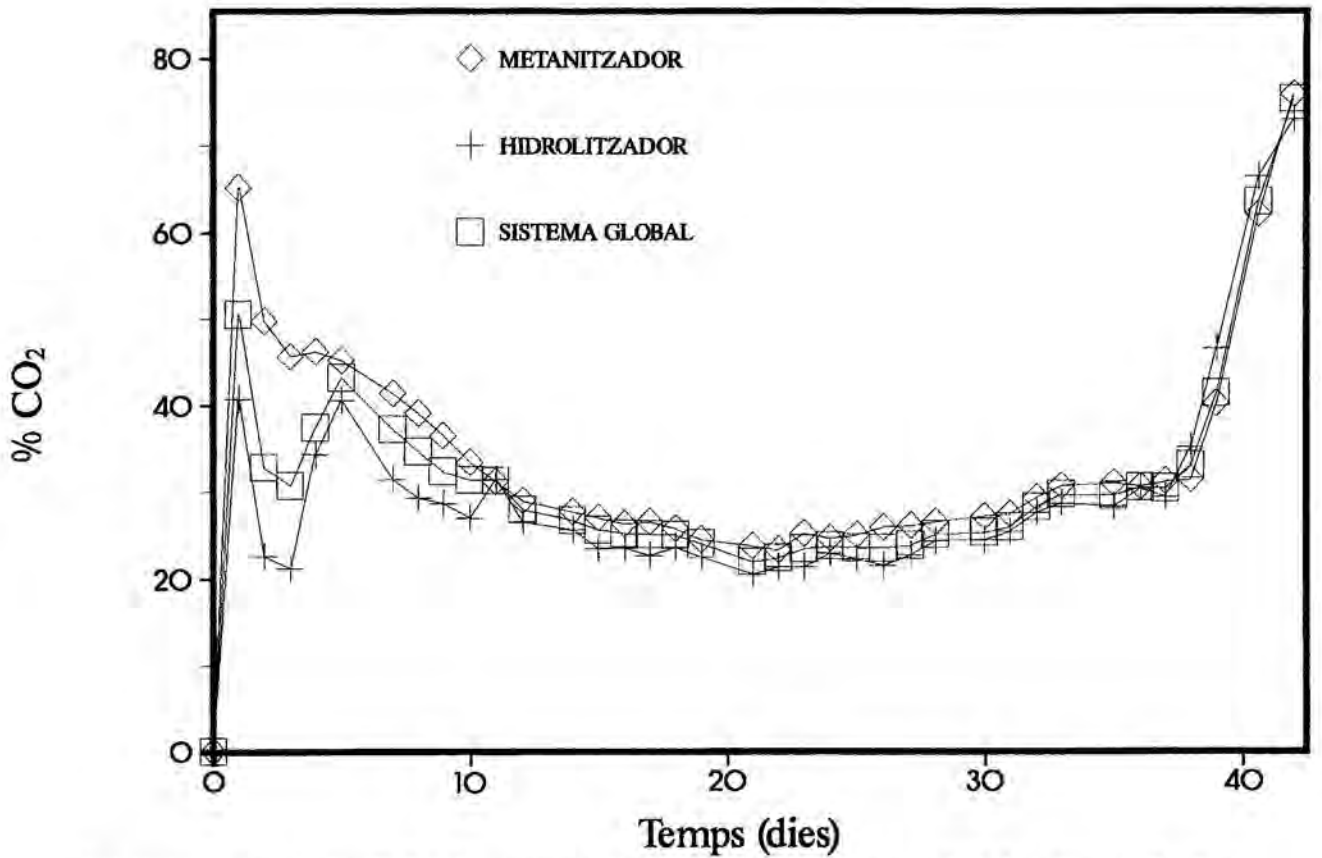 80
60
40
20
0
% CO₂
METANITZADOR
HIDROLITZADOR
SISTEMA GLOBAL
0 10 20 30 40
Temps (dies)